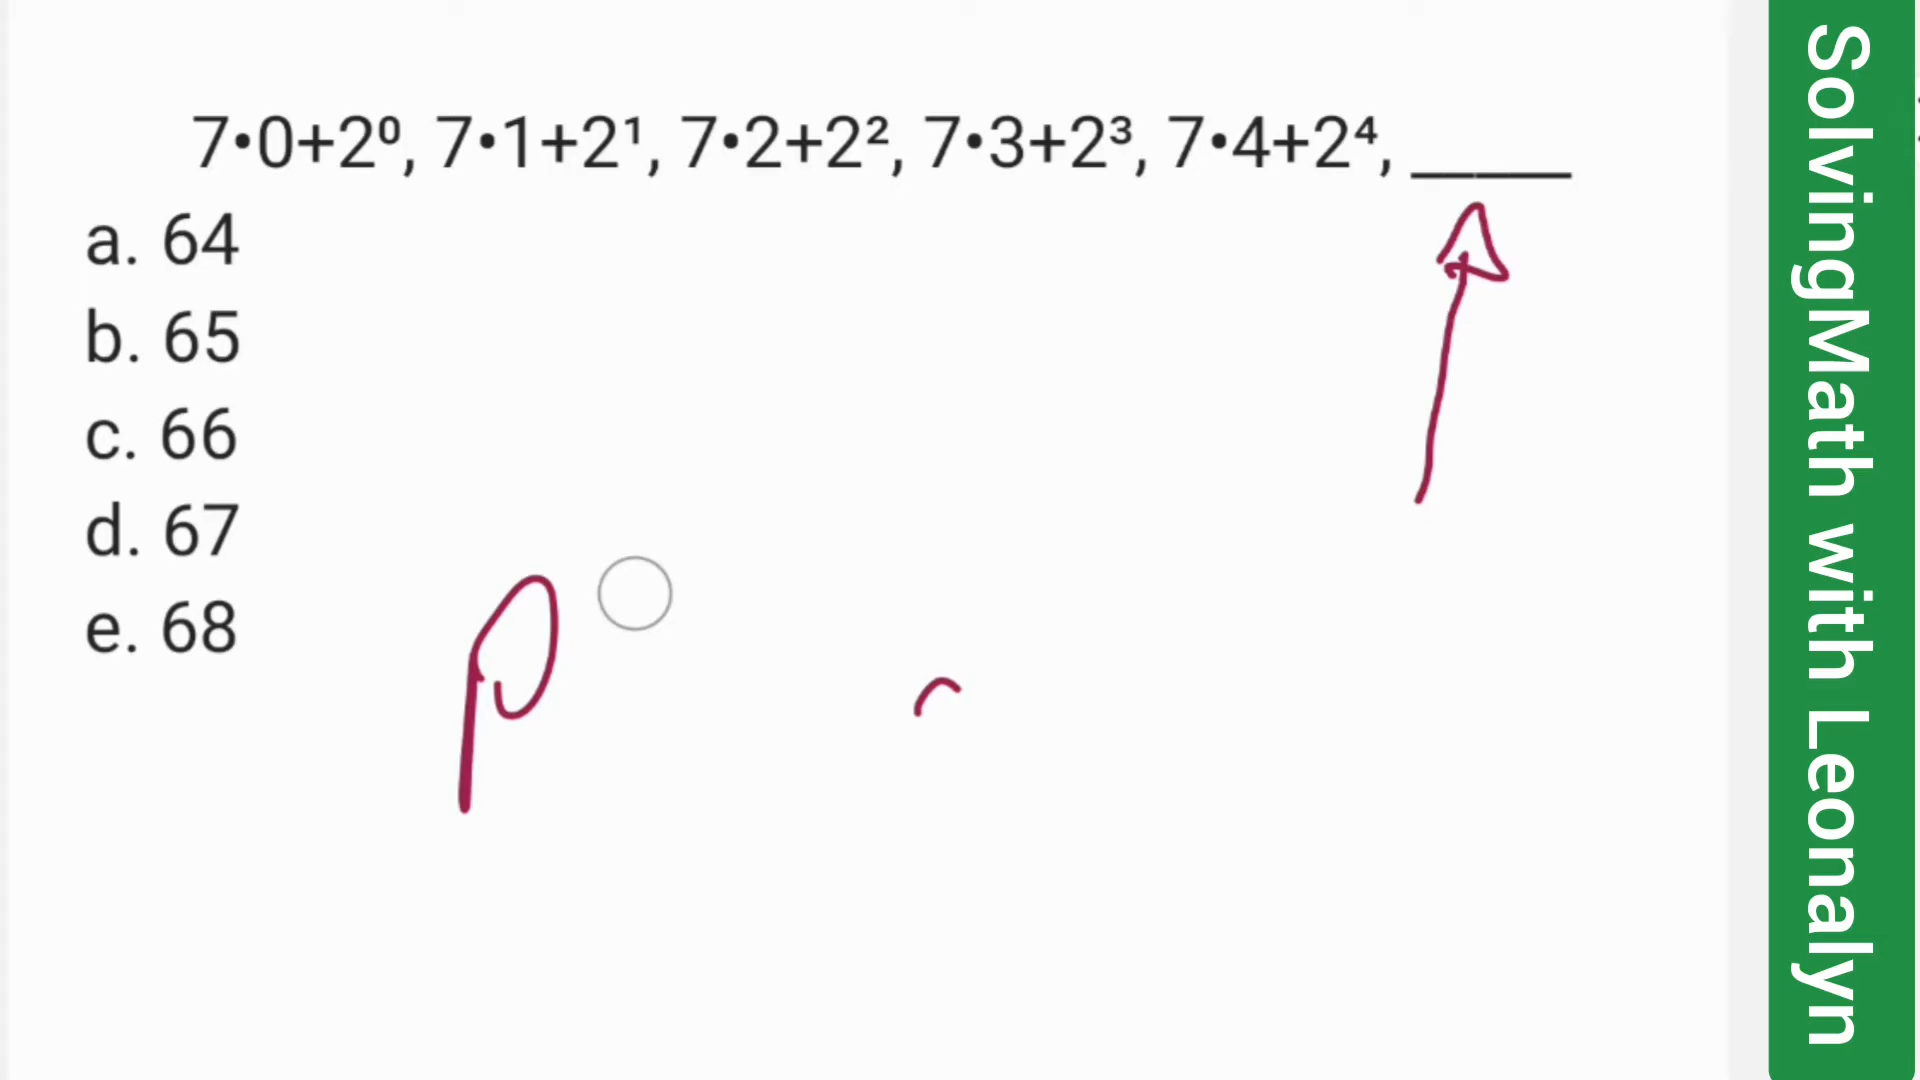 7•0+2⁰, 7•1+2¹, 7•2+2², 7•3+2³, 7•4+2⁴, _____
a. 64
b. 65
c. 66
d. 67
e. 68
p
SolvingMath with Leonalyn